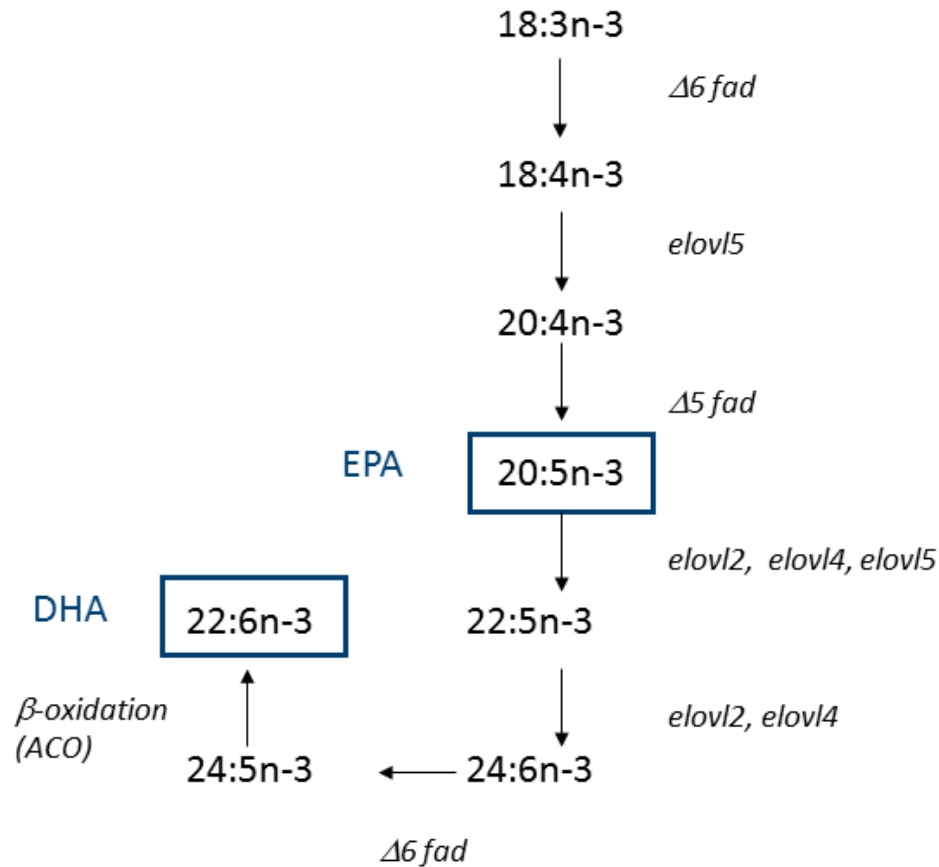 18:3n-3
Δ6 fad
18:4n-3
elovl5
20:4n-3
Δ5 fad
EPA
20:5n-3
elovl2, elovl4, elovl5
DHA
22:6n-3
22:5n-3
β-oxidation
(ACO)
elovl2, elovl4
24:5n-3
24:6n-3
Δ6 fad